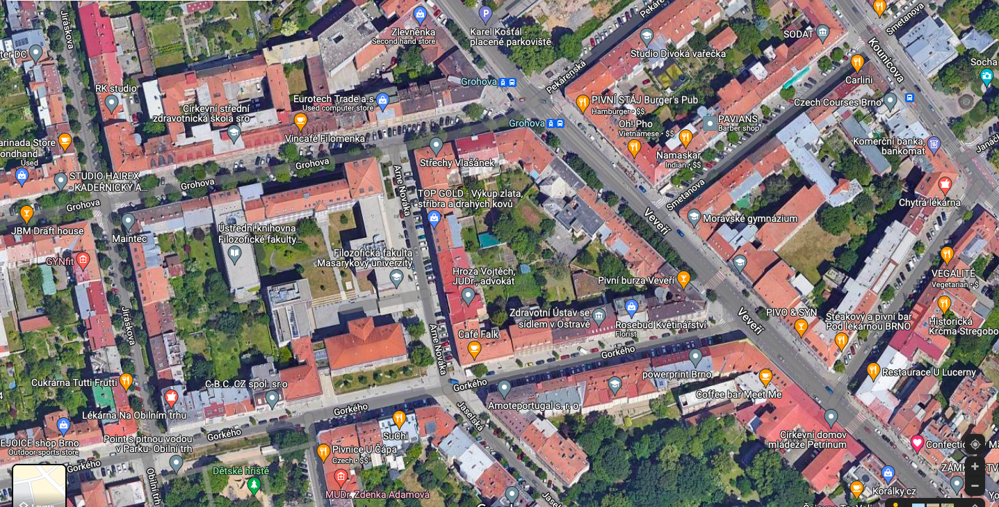 Smetanova
Pekárenská
Jiráskova
Zlevněnka
Second hand store
Karel Košťál -
placené parkoviště
SODAT
Studio Divoká vařečka
Kounicova
ter DC
Socha
Carlini
Grohova
RK studio
Pekárenská
Eurotech Trade a.s
Used computer store
PIVNÍ STÁJ Burger's Pub
Hamburger • $$
Czech Courses Brno
Církevní střední
zdravotnická škola sro
Grohova
Oh! Pho
Vietnamese • $$
PAVIANS
Barber shop
Vincafé Filomenka
arinada Store
ondhand-
Used
Komerční banka,
bankomat
Namaskar
Indian • $$
Grohova
Střechy Vlašánek
STUDIO HAIREX
- KADEŘNICKÝ A...
Grohova
Arne Nováka
Smetanova
TOP GOLD - Výkup zlata,
stříbra a drahých kovů
Grohova
Chytrá lékárna
JBM Draft house
Maintec
Ústřední knihovna
Filozofické fakulty...
Veveří
Moravské gymnázium
GYNfit
Filozofická fakulta
Masarykovy univerzity
Hroza Vojtěch,
JUDr., advokát
Pivní burza Veveří
VEGALITÉ
Vegetarian • $
Jiráskova
Zdravotní Ústav se
sídlem v Ostravě
Rosebud Květinářství
Florist
Veveří
PIVO & SYN
Steakový a pivní bar
Pod lékárnou BRNO
Historická
Krčma Stregobo
Café Falk
Arne Nováka
Gorkého
powerprint Brno
Restaurace U Lucerny
Cukrárna Tutti Frutti
C.B.C. CZ spol. sr.o
Gorkého
Coffee bar Meet Me
Amoteportugal s. r. o
Lékárna Na Obilním trhu
Gorkého
Jaselská
EJOICE shop Brno
Outdoor sports store
Point s pitnou vodou
v Parku- Obilní trh
Gorkého
SuChi
Církevní domov
mládeže Petrinum
Pivnice U Čápa
Czech • $$
Gorkého
Dětské hřiště
Obilní trh
MUDr. Zdenka Adamová
Korálky.cz
Layers